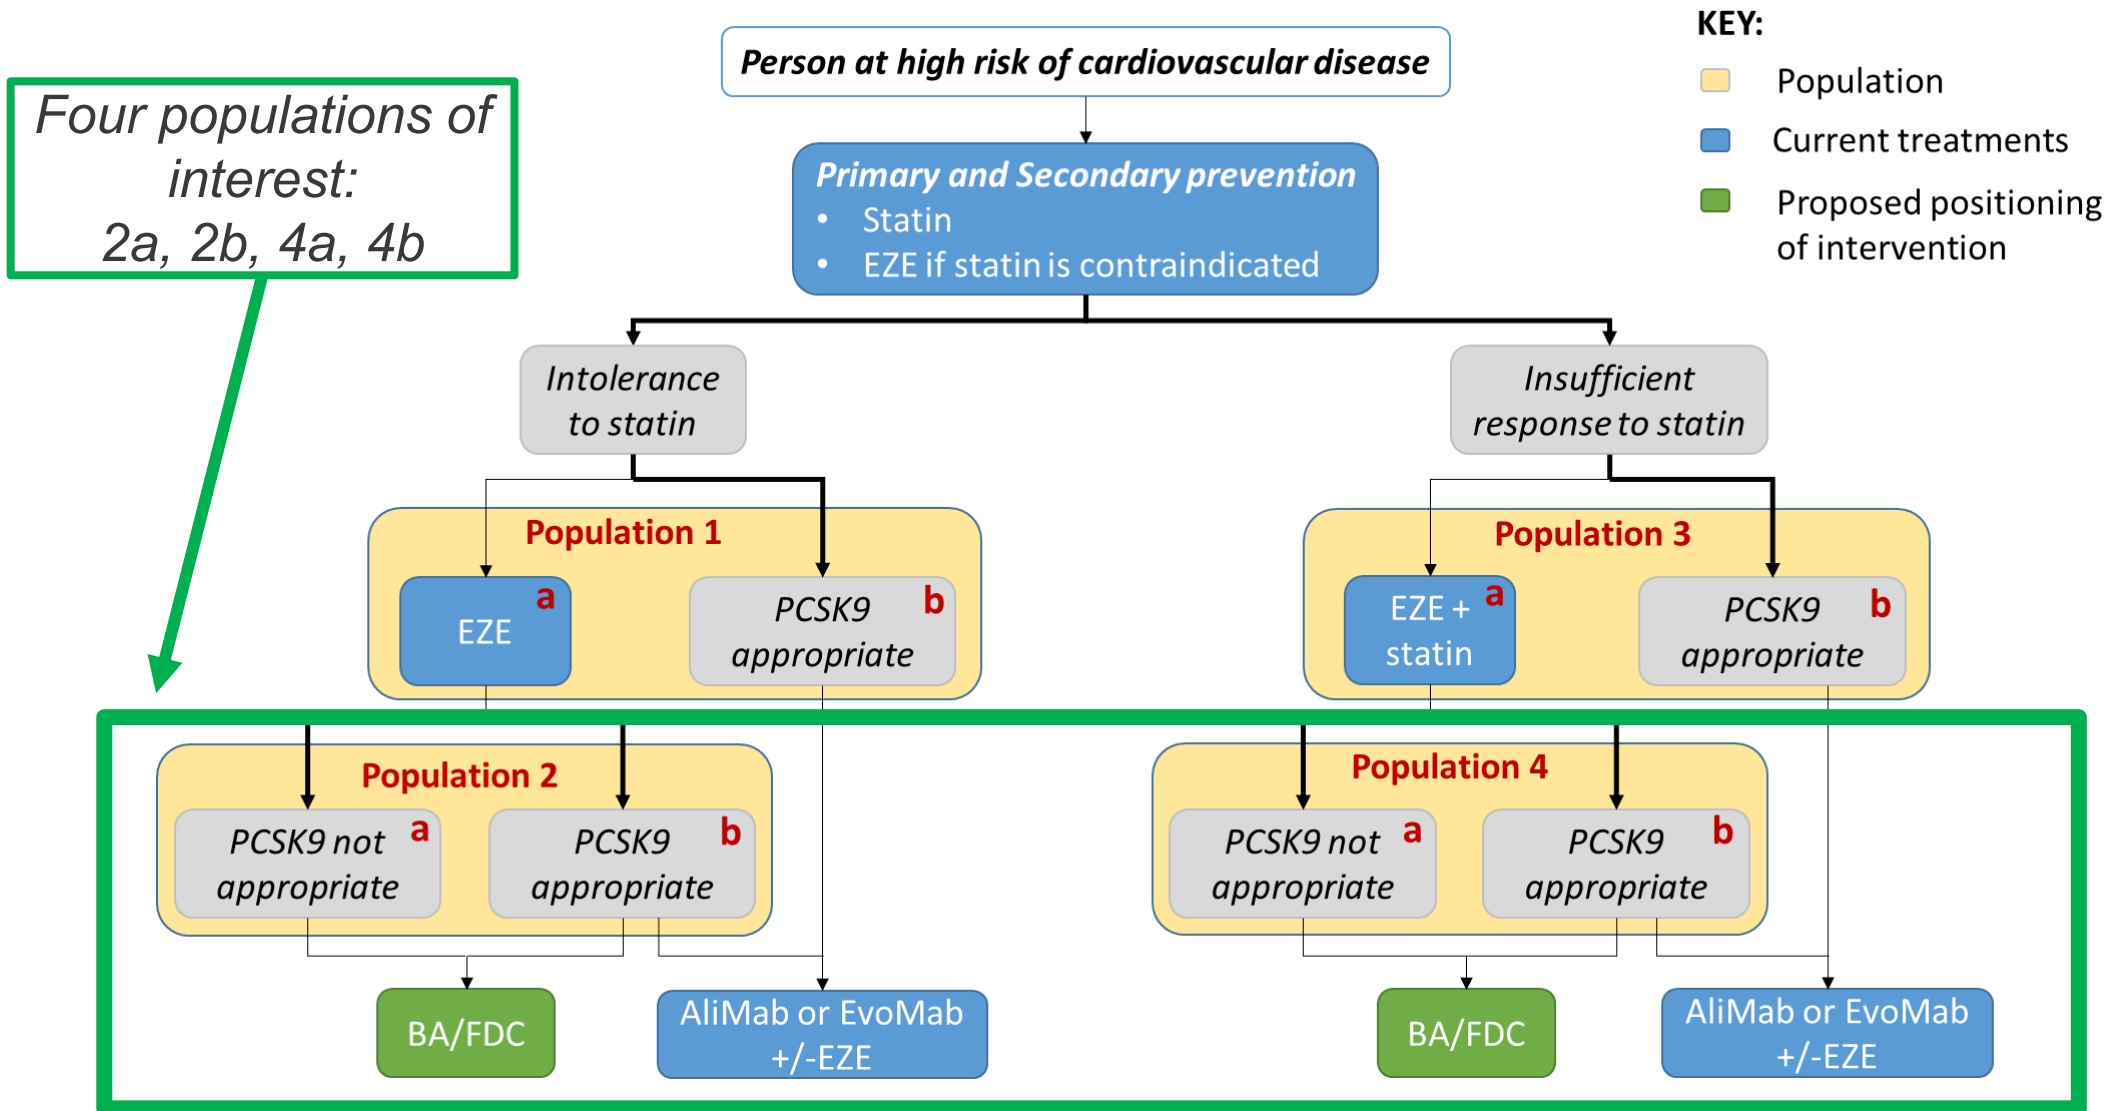 Person at high risk of cardiovascular disease
KEY:
Population
Current treatments
Proposed positioning
of intervention
Four populations of
interest:
2a, 2b, 4a, 4b
Primary and Secondary prevention
• Statin
• EZE if statin is contraindicated
Intolerance
to statin
Insufficient
response to statin
Population 1
a
EZE
b
PCSK9
appropriate
Population 3
a
EZE +
statin
b
PCSK9
appropriate
Population 2
a
PCSK9 not
appropriate
b
PCSK9
appropriate
Population 4
a
PCSK9 not
appropriate
b
PCSK9
appropriate
BA/FDC
AliMab or EvoMab
+/-EZE
BA/FDC
AliMab or EvoMab
+/-EZE